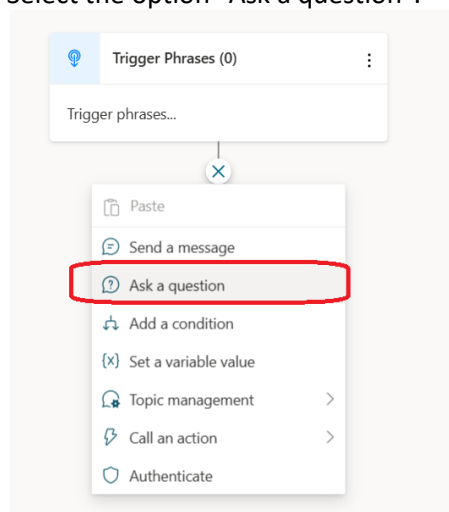 Select the option "Ask a question".
Trigger Phrases (0)
Trigger phrases...
Paste
Send a message
Ask a question
Add a condition
{x} Set a variable value
Topic management
Call an action
Authenticate